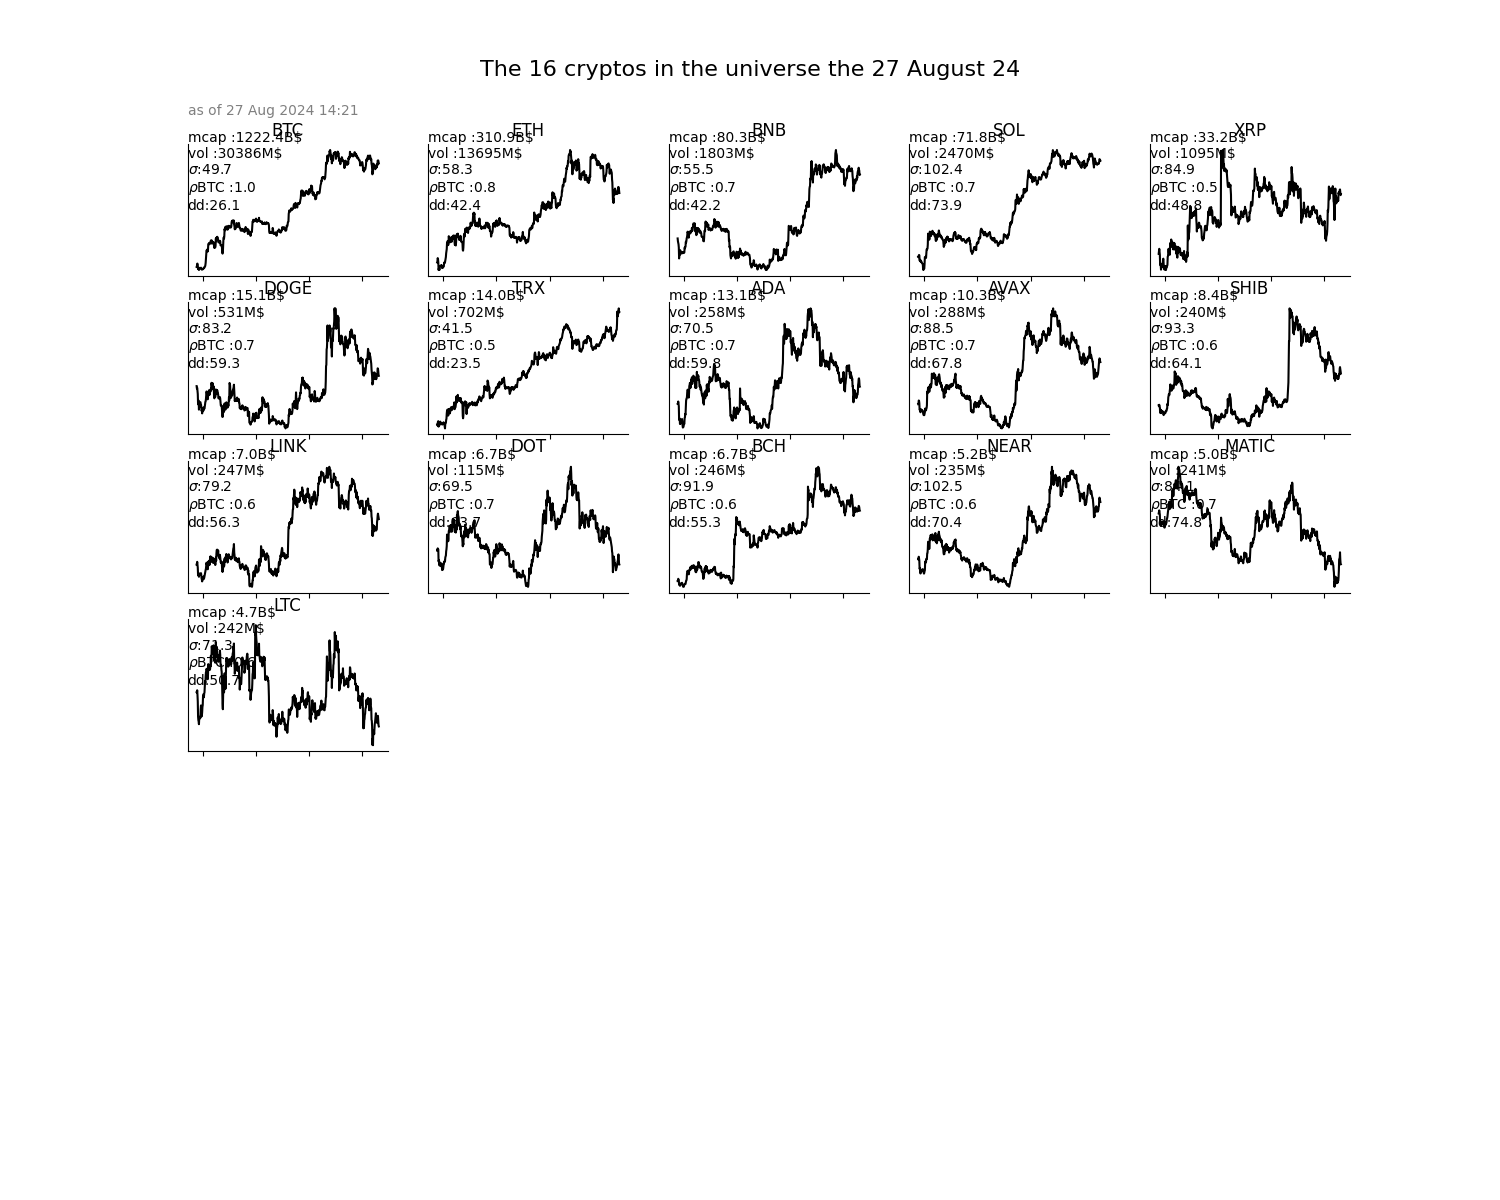 The 16 cryptos in the universe the 27 August 24
as of 27 Aug 2024 14:21
BTC
mcap :1222.4B$
vol :30386M$
σ:49.7
ρBTC :1.0
dd:26.1
ETH
mcap :310.9B$
vol :13695M$
σ:58.3
ρBTC :0.8
dd:42.4
BNB
mcap :80.3B$
vol :1803M$
σ:55.5
ρBTC :0.7
dd:42.2
SOL
mcap :71.8B$
vol :2470M$
σ:102.4
ρBTC :0.7
dd:73.9
XRP
mcap :33.2B$
vol :1095M$
σ:84.9
ρBTC :0.5
dd:48.8
DOGE
mcap :15.1B$
vol :531M$
σ:83.2
ρBTC :0.7
dd:59.3
TRX
mcap :14.0B$
vol :702M$
σ:41.5
ρBTC :0.5
dd:23.5
ADA
mcap :13.1B$
vol :258M$
σ:70.5
ρBTC :0.7
dd:59.8
AVAX
mcap :10.3B$
vol :288M$
σ:88.5
ρBTC :0.7
dd:67.8
SHIB
mcap :8.4B$
vol :240M$
σ:93.3
ρBTC :0.6
dd:64.1
LINK
mcap :7.0B$
vol :247M$
σ:79.2
ρBTC :0.6
dd:56.3
DOT
mcap :6.7B$
vol :115M$
σ:69.5
ρBTC :0.7
BCH
mcap :6.7B$
vol :246M$
σ:91.9
ρBTC :0.6
dd:55.3
NEAR
mcap :5.2B$
vol :235M$
σ:102.5
ρBTC :0.6
dd:70.4
MATIC
mcap :5.0B$
vol :241M$
ρBTC :0.7
dd:74.8
LTC
mcap :4.7B$
vol :242M$